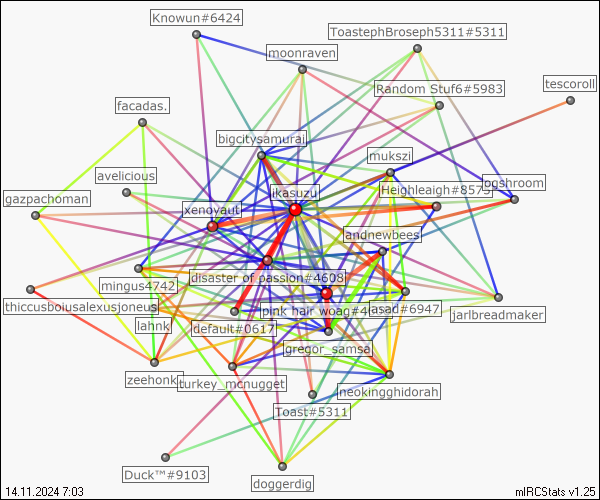 Knowun#6424
ToastephBroseph5311#5311
moonraven
tescoroll
Random Stuf6#5983
facadas.
bigcitysamurai
mukszi
avelicious
ikasuzu
Heighleigh#8575
ogshroom
gazpachoman
xenovaut
andnewbees
disaster of passion#4608
mingus4742
thiccusboiusalexusjoneus
pink hair woag#4
asad#6947
jarlbreadmaker
lahnk
default#0617
gregor_samsa
zeehonk
turkey_mcnugget
neokingghidorah
Toast#5311
Duck™#9103
doggerdig
14.11.2024 7:03
mIRCStats v1.25